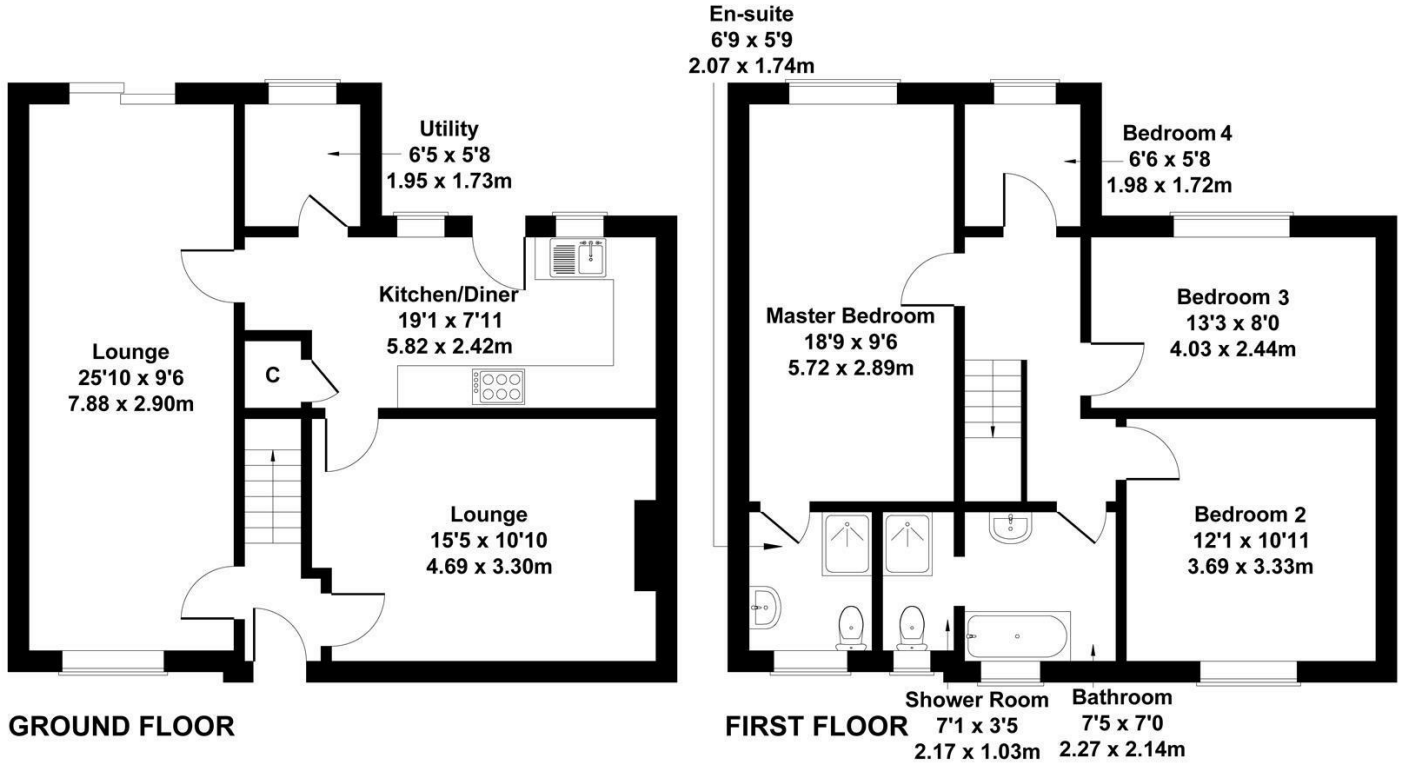 En-suite
6'9 x 5'9
2.07 x 1.74m
Utility
6'5 x 5'8
1.95 x 1.73m
Kitchen/Diner
19'1 x 7'11
5.82 x 2.42m
Lounge
25'10 x 9'6
7.88 x 2.90m
C
Lounge
15'5 x 10'10
4.69 x 3.30m
GROUND FLOOR
Bedroom 4
6'6 x 5'8
1.98 x 1.72m
Master Bedroom
18'9 x 9'6
5.72 x 2.89m
Bedroom 3
13'3 x 8'0
4.03 x 2.44m
Bedroom 2
12'1 x 10'11
3.69 x 3.33m
FIRST FLOOR
Shower Room
7'1 x 3'5
2.17 x 1.03m
Bathroom
7'5 x 7'0
2.27 x 2.14m